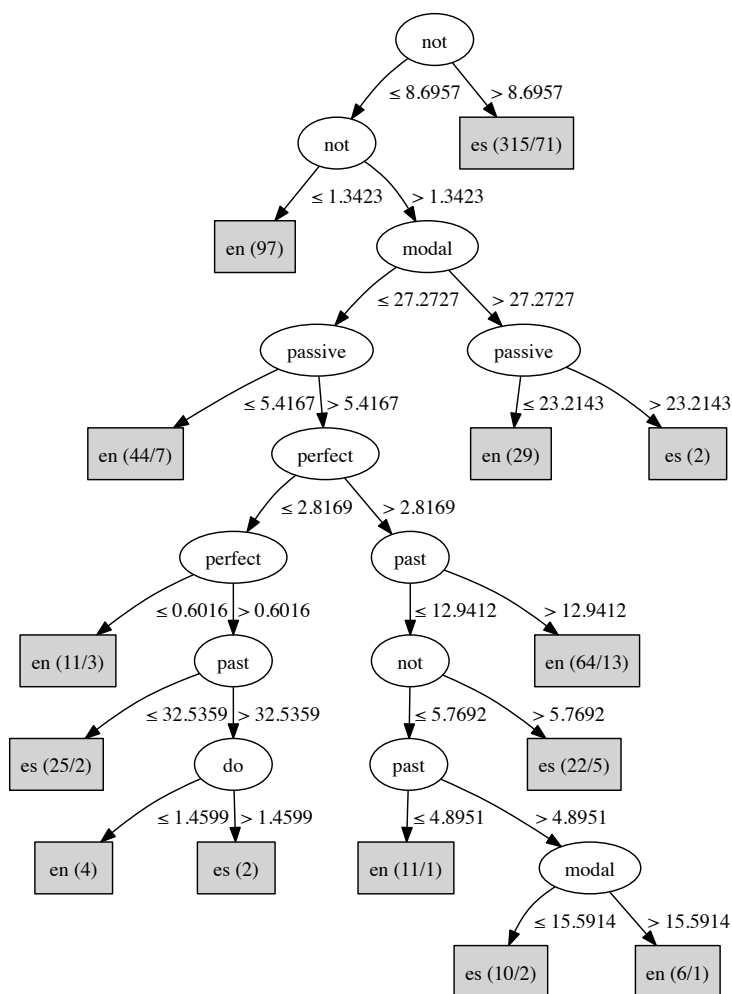 not
≤ 8.6957 > 8.6957
not es (315/71)
≤ 1.3423 > 1.3423
en (97) modal
≤ 27.2727 > 27.2727
passive passive
≤ 5.4167 > 5.4167 ≤ 23.2143 > 23.2143
en (44/7) perfect en (29) es (2)
≤ 2.8169 > 2.8169
perfect past
≤ 0.6016 > 0.6016 ≤ 12.9412 > 12.9412
en (11/3) past not en (64/13)
≤ 32.5359 > 32.5359 ≤ 5.7692 > 5.7692
es (25/2) do past es (22/5)
≤ 1.4599 > 1.4599 ≤ 4.8951 > 4.8951
en (4) es (2) en (11/1) modal
≤ 15.5914 > 15.5914
es (10/2) en (6/1)